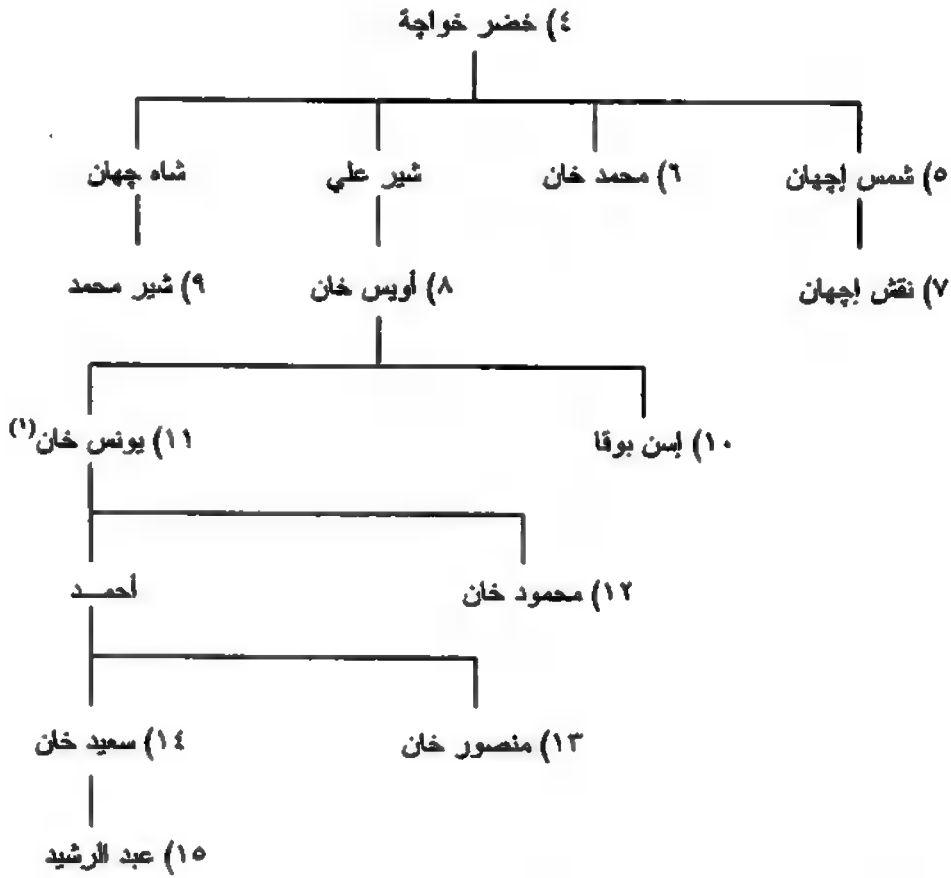 ٤) خضر خواجة
٥) شمس إجهان ٦) محمد خان شير علي شاه جهان
٧) نقش إجهان ٨) أويس خان ٩) شير محمد
١٠) إسن بوقا ١١) يونس خان(١)
١٢) محمود خان أحمـــد
١٣) منصور خان ١٤) سعيد خان
١٥) عبد الرشيد